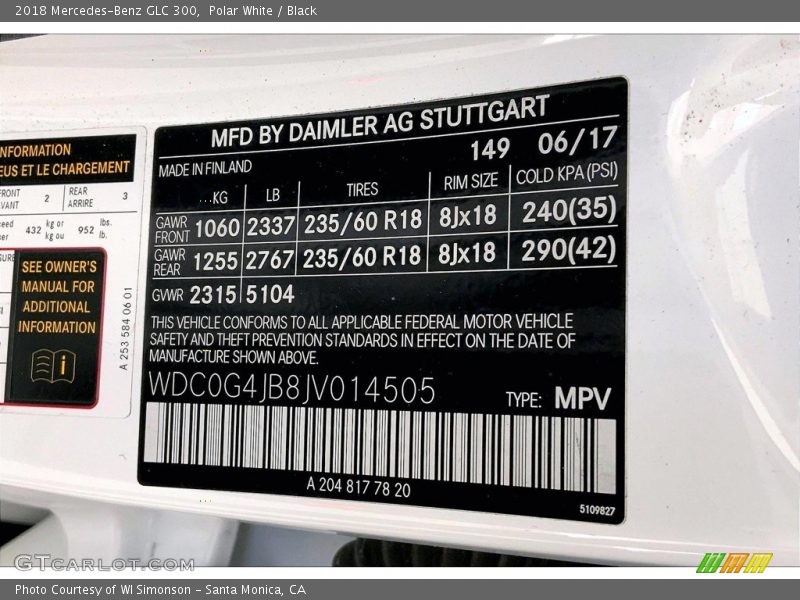 2018 Mercedes-Benz GLC 300, Polar White / Black
NFORMATION
EUS ET LE CHARGEMENT
FRONT 2 REAR 3
VANT ARRIERE
432 kg or 952 lbs.
kg ou lb.
SEE OWNER'S
MANUAL FOR
ADDITIONAL
INFORMATION
i
A 253 584 06 01
MFD BY DAIMLER AG STUTTGART
149 06/17
MADE IN FINLAND
KG LB TIRES RIM SIZE COLD KPA (PSI)
GAWR FRONT 1060 2337 235/60 R18 8Jx18 240(35)
GAWR REAR 1255 2767 235/60 R18 8Jx18 290(42)
GWR 2315 5104
THIS VEHICLE CONFORMS TO ALL APPLICABLE FEDERAL MOTOR VEHICLE
SAFETY AND THEFT PREVENTION STANDARDS IN EFFECT ON THE DATE OF
MANUFACTURE SHOWN ABOVE.
WDC0G4JB8JV014505 TYPE: MPV
A 204 817 78 20
5109827
GTCARLOT.COM
Photo Courtesy of WI Simonson - Santa Monica, CA